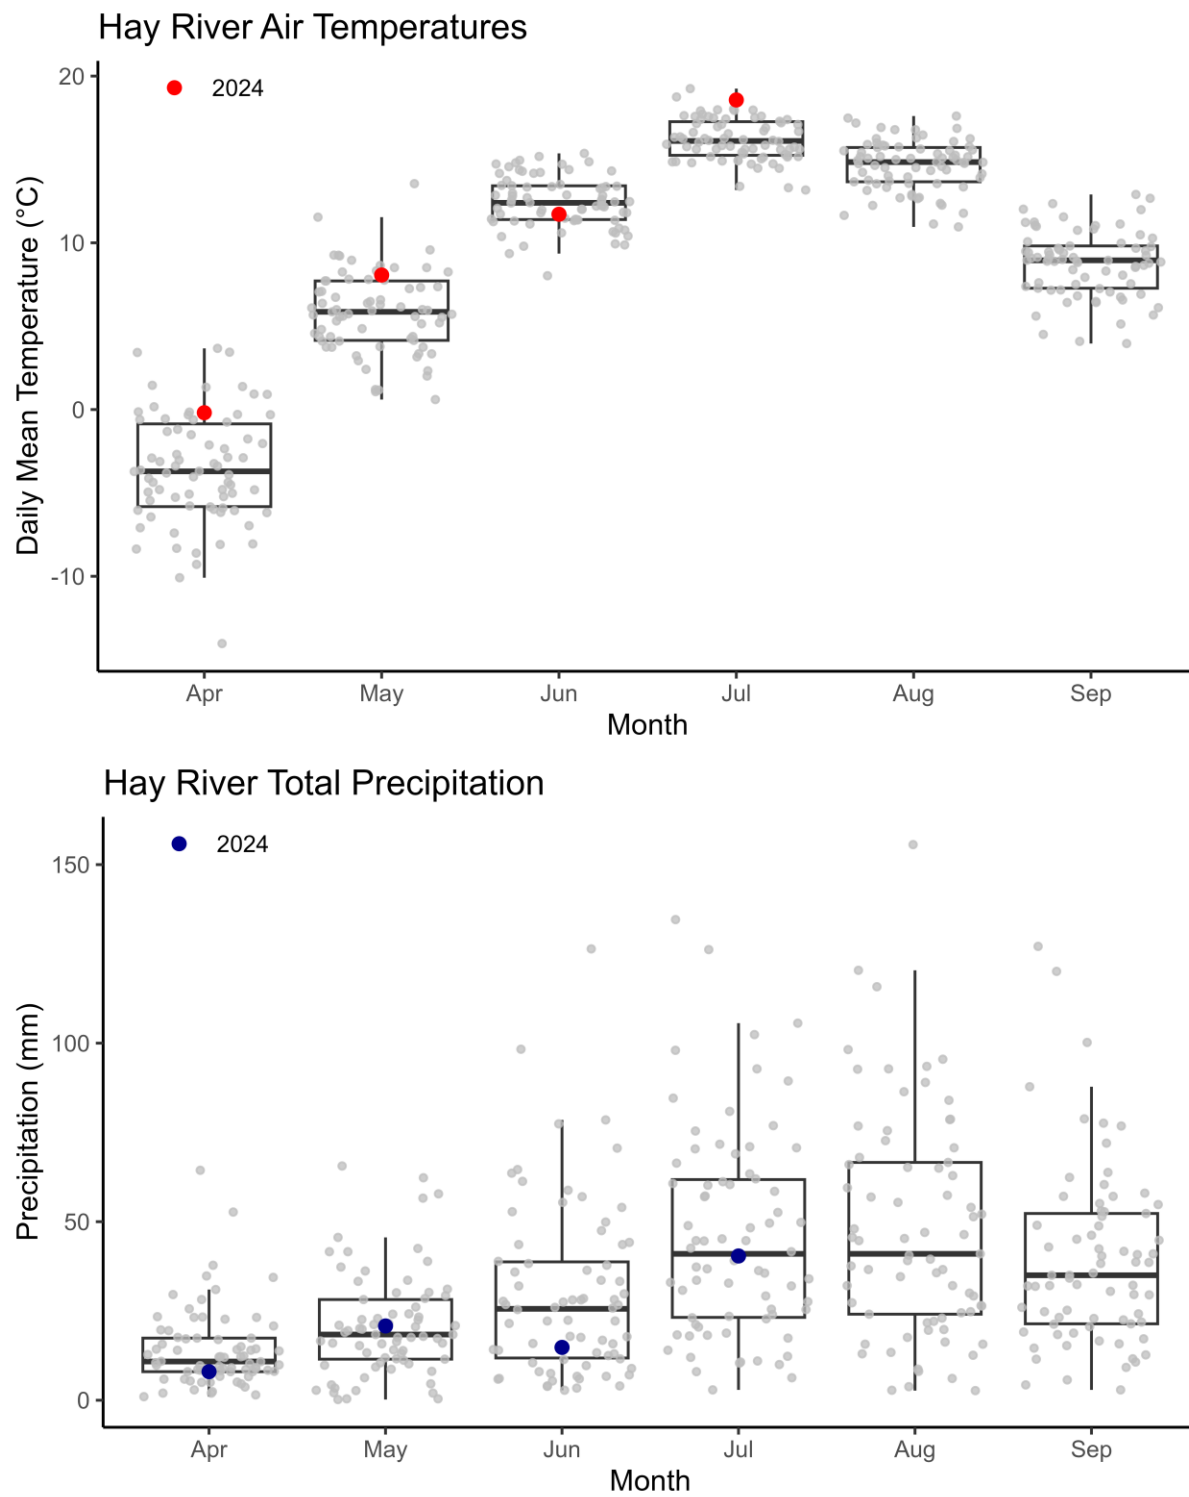 Hay River Air Temperatures
2024
20
10
0
-10
Daily Mean Temperature (°C)
Apr May Jun Jul Aug Sep
Month
Hay River Total Precipitation
2024
150
100
50
0
Precipitation (mm)
Apr May Jun Jul Aug Sep
Month